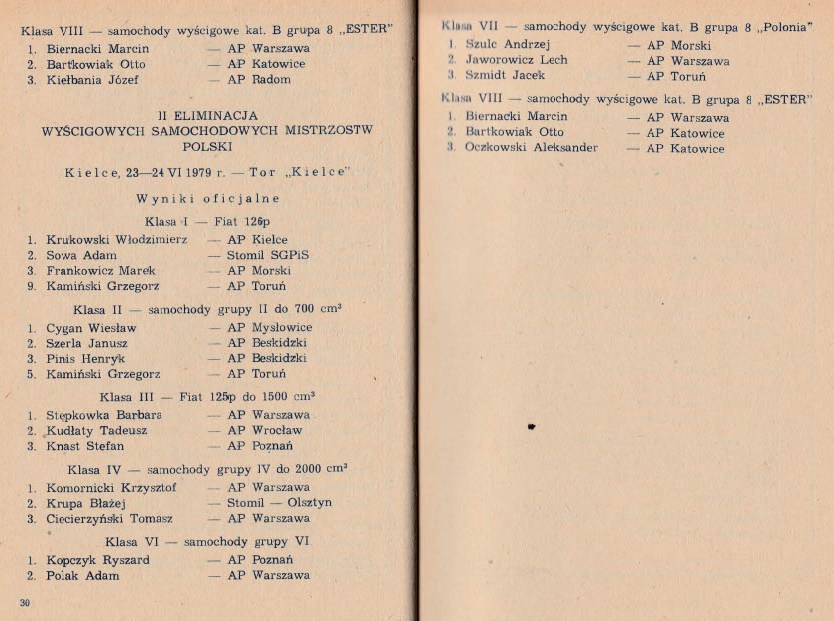 Klasa VIII — samochody wyścigowe kat. B grupa 8 „ESTER"
1. Biernacki Marcin — AP Warszawa
2. Bartkowiak Otto — AP Katowice
3. Kiełbania Józef — AP Radom
II ELIMINACJA
WYŚCIGOWYCH SAMOCHODOWYCH MISTRZOSTW
POLSKI
Kielce, 23—24 VI 1979 r. — Tor „Kielce"
Wyniki oficjalne
Klasa I — Fiat 126p
1. Krukowski Włodzimierz — AP Kielce
2. Sowa Adam — Stomil SGPiS
3. Frankowicz Marek — AP Morski
9. Kamiński Grzegorz — AP Toruń
Klasa II — samochody grupy II do 700 cm³
1. Cygan Wiesław — AP Mysłowice
2. Szerla Janusz — AP Beskidzki
3. Pinis Henryk — AP Beskidzki
5. Kamiński Grzegorz — AP Toruń
Klasa III — Fiat 125p do 1500 cm³
1. Stępkowka Barbara — AP Warszawa
2. Kudłaty Tadeusz — AP Wrocław
3. Knast Stefan — AP Poznań
Klasa IV — samochody grupy IV do 2000 cm³
1. Komornicki Krzysztof — AP Warszawa
2. Krupa Błażej — Stomil — Olsztyn
3. Ciecierzyński Tomasz — AP Warszawa
Klasa VI — samochody grupy VI
1. Kopczyk Ryszard — AP Poznań
2. Polak Adam — AP Warszawa
30
Klasa VII — samochody wyścigowe kat. B grupa 8 „Polonia"
1. Szulc Andrzej — AP Morski
2. Jaworowicz Lech — AP Warszawa
3. Szmidt Jacek — AP Toruń
Klasa VIII — samochody wyścigowe kat. B grupa 8 „ESTER"
1. Biernacki Marcin — AP Warszawa
2. Bartkowiak Otto — AP Katowice
3. Oczkowski Aleksander — AP Katowice